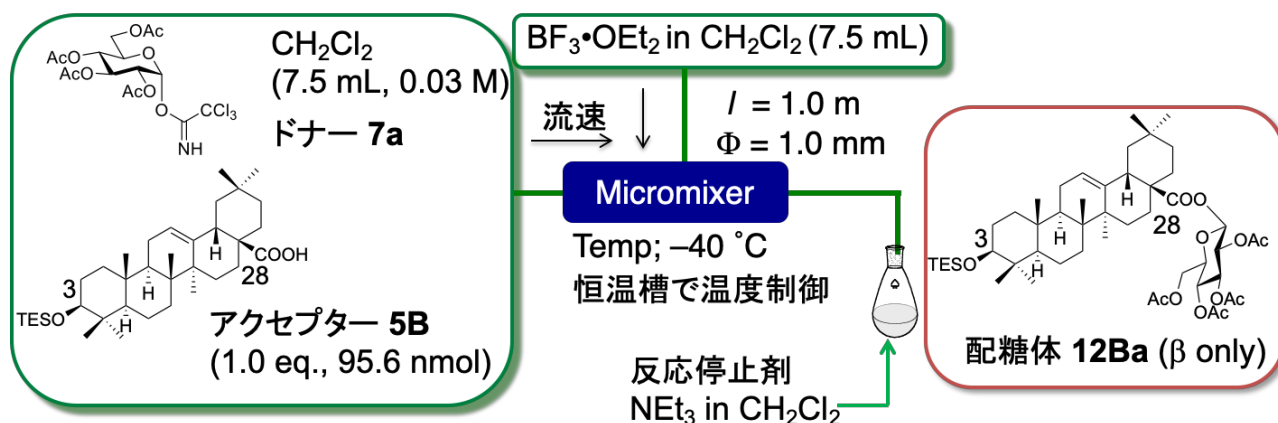 OAc
AcO
AcO
AcO
O
O
CCl3
NH
CH2Cl2
(7.5 mL, 0.03 M)
ドナー 7a
H
COOH
28
3
H
TESO
H
アクセプター 5B
(1.0 eq., 95.6 nmol)
BF3•OEt2 in CH2Cl2 (7.5 mL)
流速
l = 1.0 m
Φ = 1.0 mm
Micromixer
Temp; –40 ˚C
恒温槽で温度制御
反応停止剤
NEt3 in CH2Cl2
H
COO
28
3
H
TESO
H
O
OAc
AcO
O
AcO
OAc
配糖体 12Ba (β only)